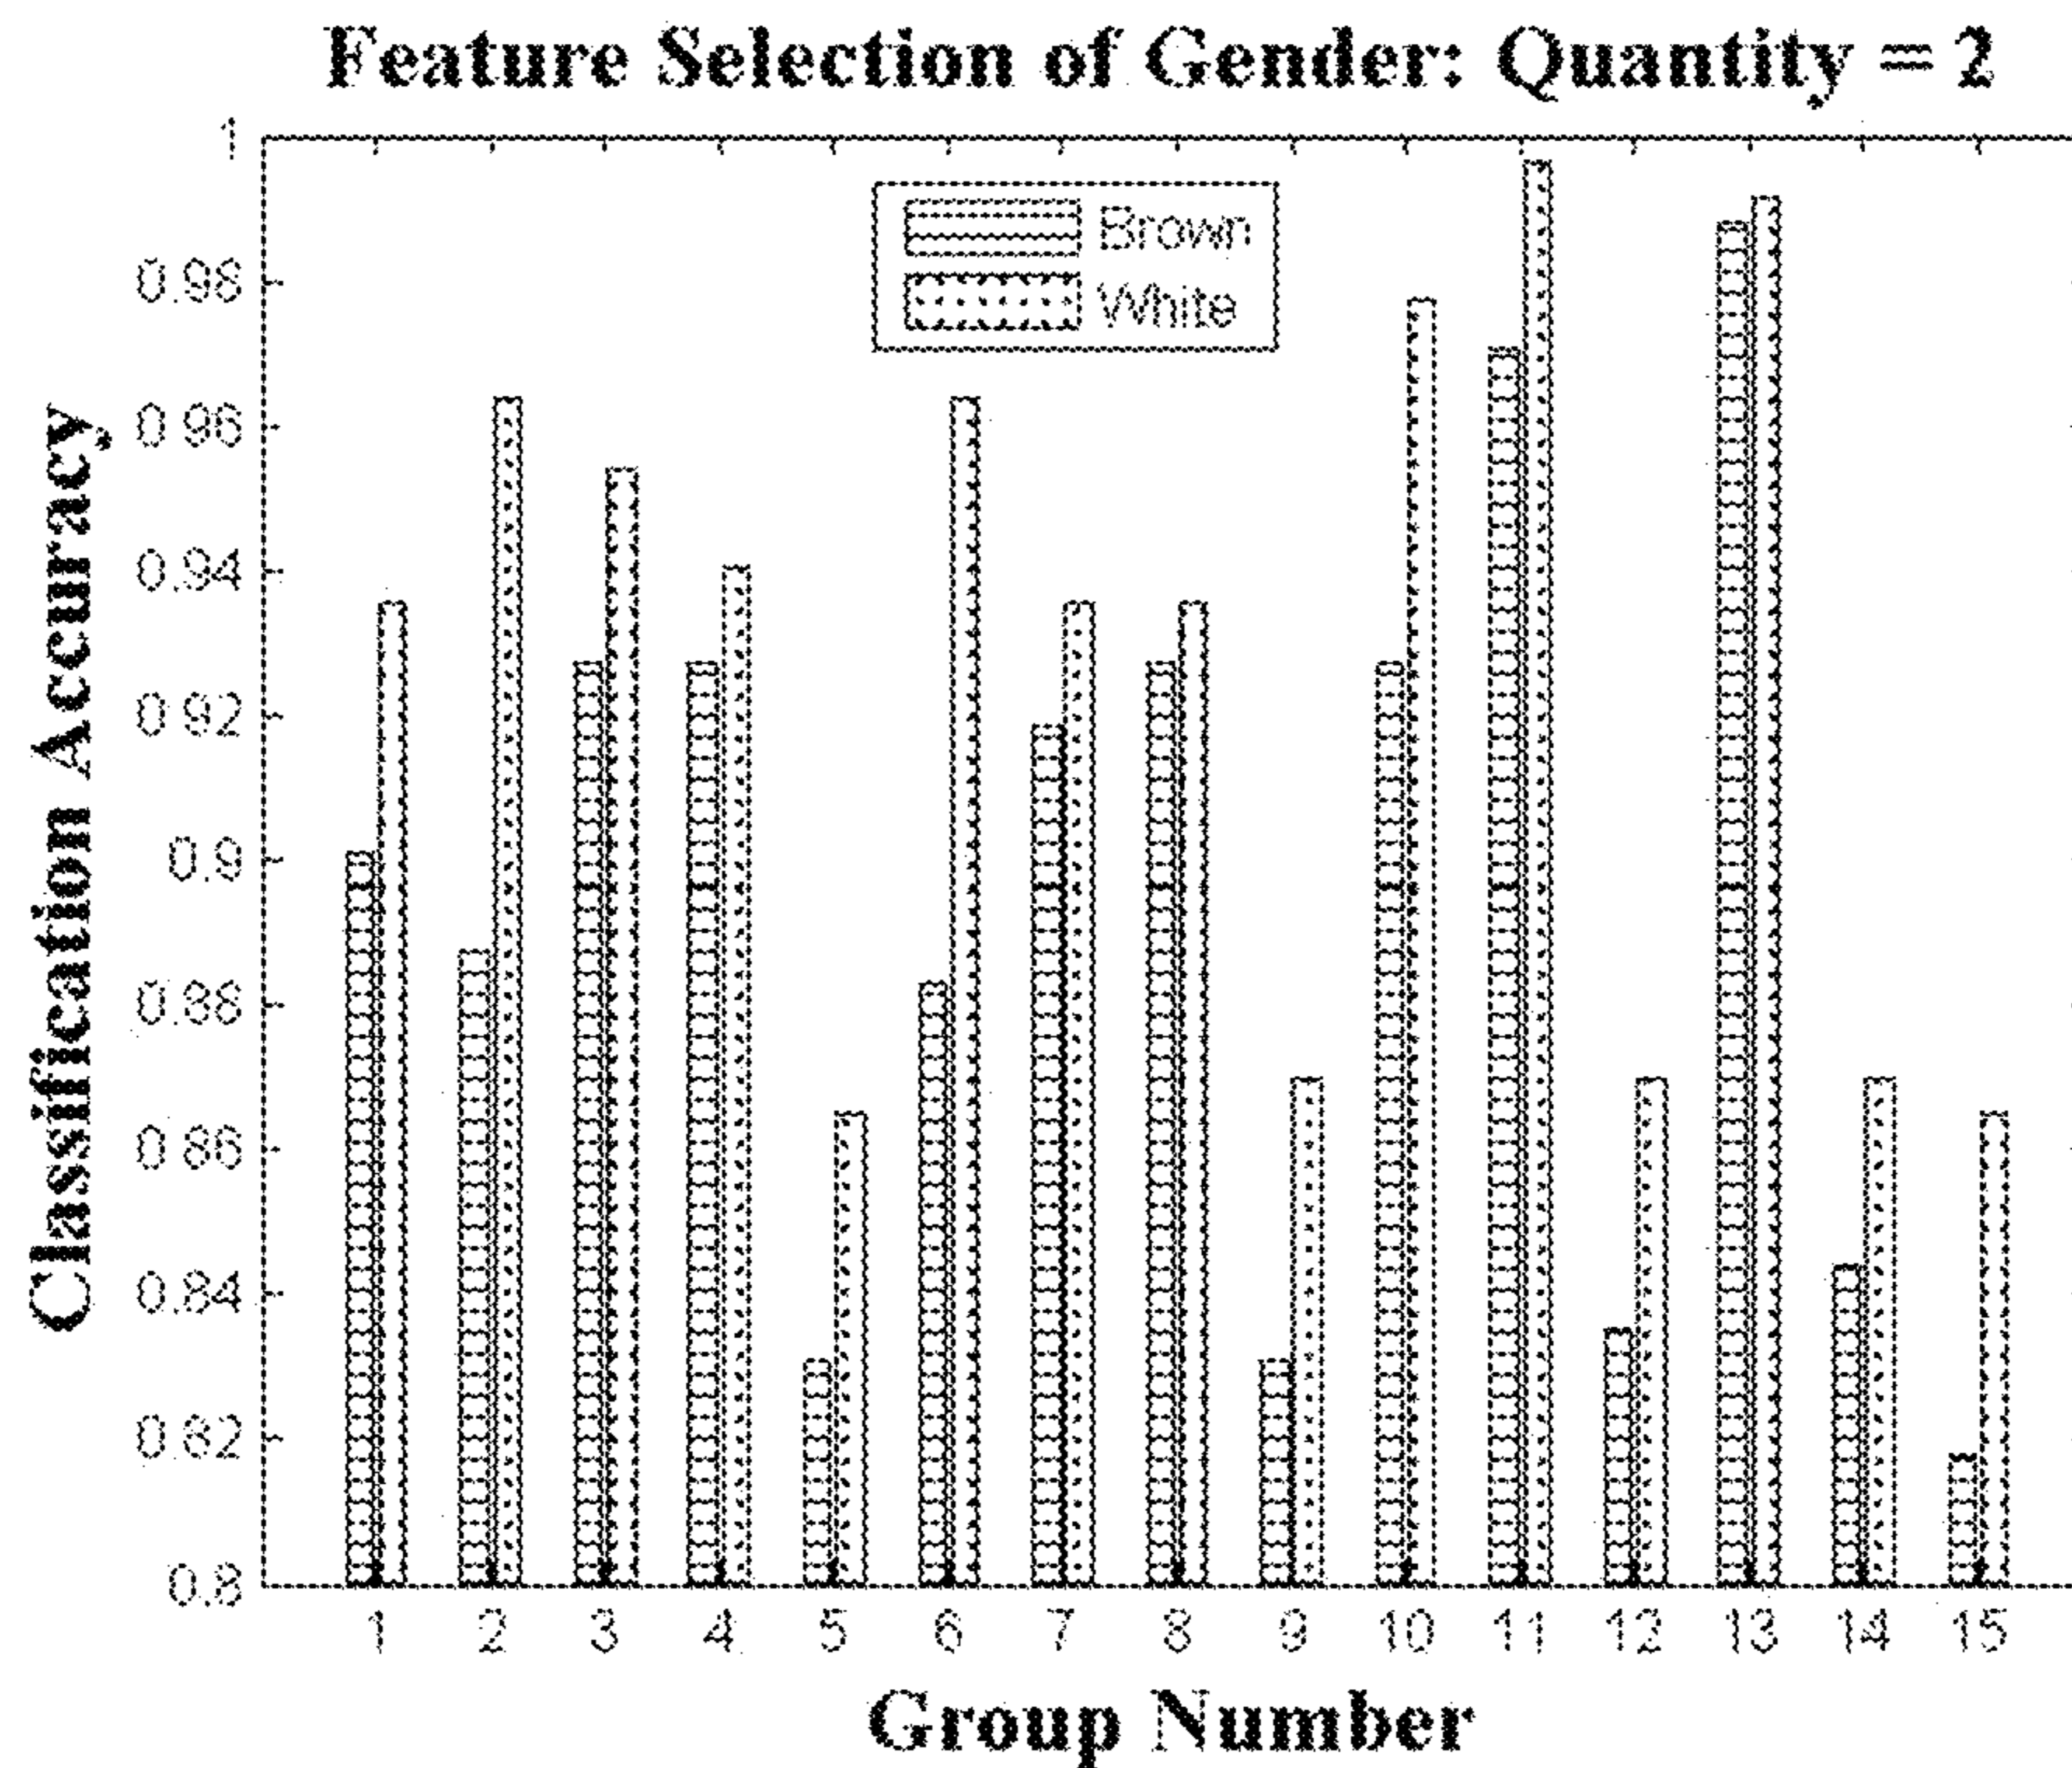 Feature Selection of Gender: Quantity = 2
1
Brown
0.98
White
0.96
0.94
0.92
0.9
0.88
0.86
0.84
0.82
0.8
Classification Accuracy
1 2 3 4 5 6 7 8 9 10 11 12 13 14 15
Group Number